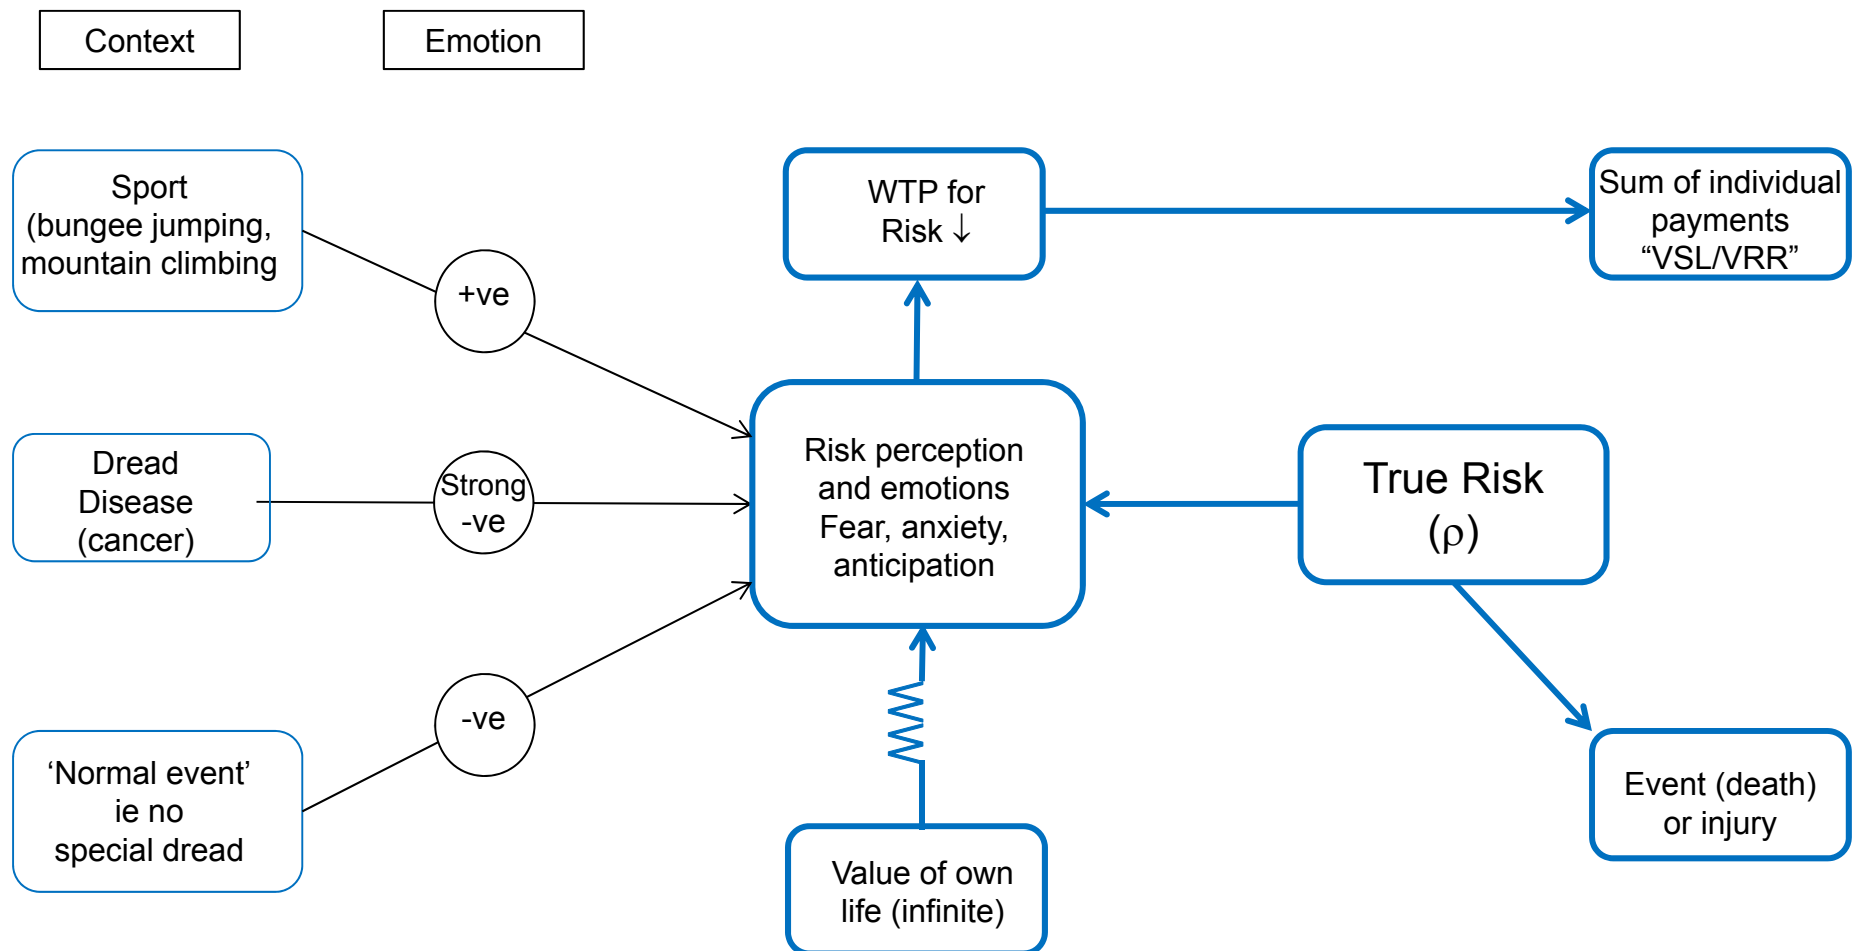 Context
Emotion
Sport
(bungee jumping,
mountain climbing
+ve
WTP for
Risk ↓
Sum of individual
payments
“VSL/VRR”
Dread
Disease
(cancer)
Strong
-ve
Risk perception
and emotions
Fear, anxiety,
anticipation
True Risk
(ρ)
‘Normal event’
ie no
special dread
-ve
Value of own
life (infinite)
Event (death)
or injury